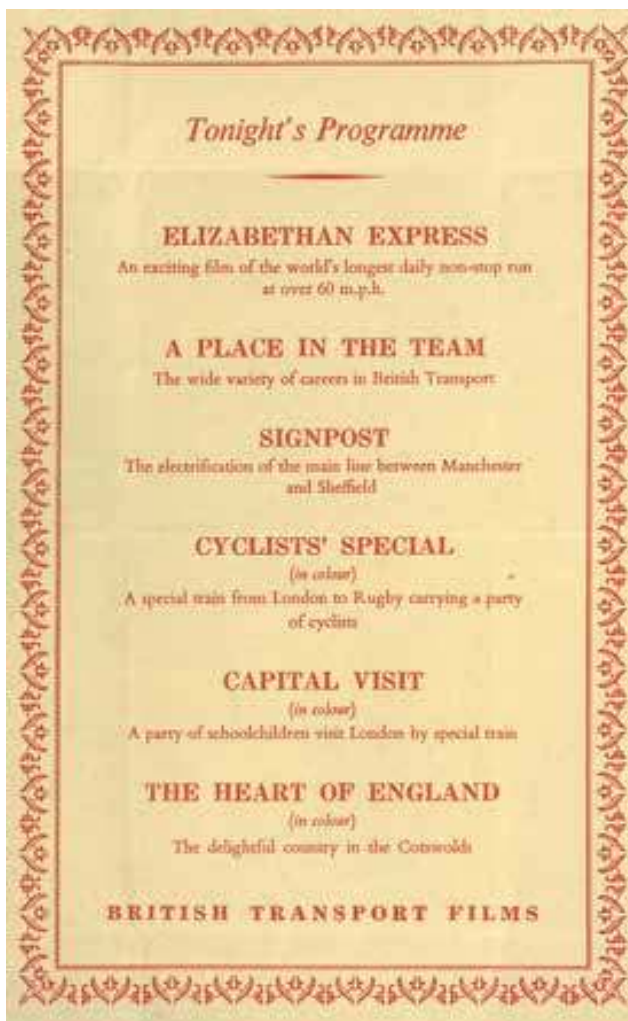 Tonight's Programme
ELIZABETHAN EXPRESS
An exciting film of the world's longest daily non-stop run
at over 60 m.p.h.
A PLACE IN THE TEAM
The wide variety of careers in British Transport
SIGNPOST
The electrification of the main line between Manchester
and Sheffield
CYCLISTS' SPECIAL
(in colour)
A special train from London to Rugby carrying a party
of cyclists
CAPITAL VISIT
(in colour)
A party of schoolchildren visit London by special train
THE HEART OF ENGLAND
(in colour)
The delightful country in the Cotswolds
BRITISH TRANSPORT FILMS